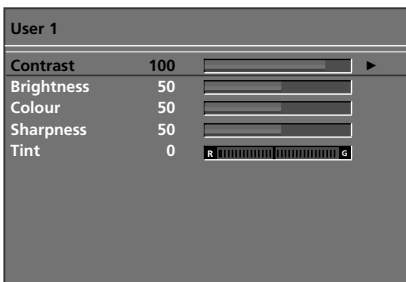 User 1
Contrast 100
Brightness 50
Colour 50
Sharpness 50
Tint 0 R G